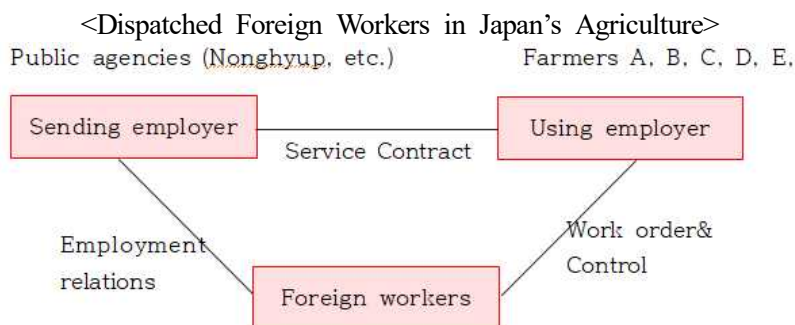 <Dispatched Foreign Workers in Japan's Agriculture>
Public agencies (Nonghyup, etc.)
Farmers A, B, C, D, E,
Sending employer
Using employer
Service Contract
Employment
relations
Work order&
Control
Foreign workers